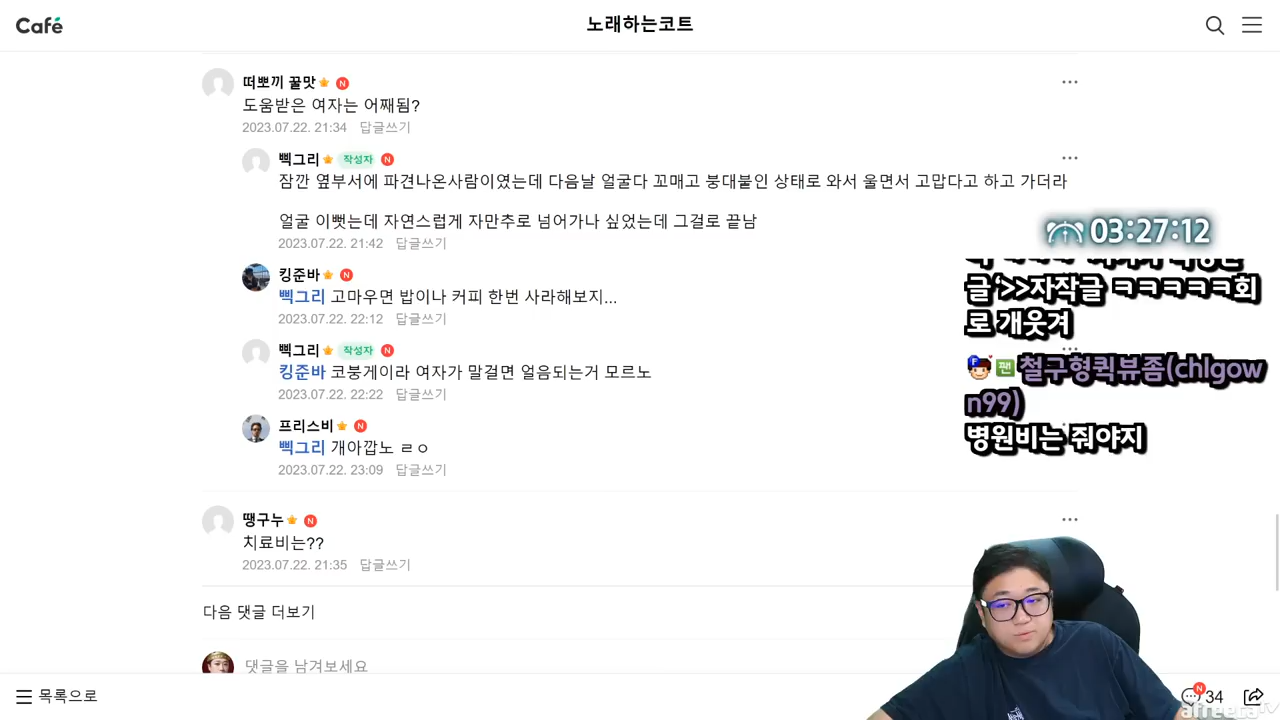 Café
노래하는코트
떠뽀끼 꿀맛 N
도움받은 여자는 어째됨?
2023.07.22. 21:34 답글쓰기
삑그리 작성자 N
잠깐 옆부서에 파견나온사람이였는데 다음날 얼굴다 꼬매고 붕대붙인 상태로 와서 울면서 고맙다고 하고 가더라
얼굴 이뻣는데 자연스럽게 자만추로 넘어가나 싶었는데 그걸로 끝남
2023.07.22. 21:42 답글쓰기
03:27:12
글'>>자작글 ㅋㅋㅋㅋㅋ회
로 개웃겨
킹준바 N
삑그리 고마우면 밥이나 커피 한번 사라해보지...
2023.07.22. 22:12 답글쓰기
삑그리 작성자 N
킹준바 코붕게이라 여자가 말걸면 얼음되는거 모르노
2023.07.22. 22:22 답글쓰기
F 팬 철구형퀵뷰좀(chlgow
n99)
병원비는 줘야지
프리스비 N
삑그리 개아깝노 ㄹㅇ
2023.07.22. 23:09 답글쓰기
땡구누 N
치료비는??
2023.07.22. 21:35 답글쓰기
다음 댓글 더보기
댓글을 남겨보세요
목록으로
N 34
afreecaTV